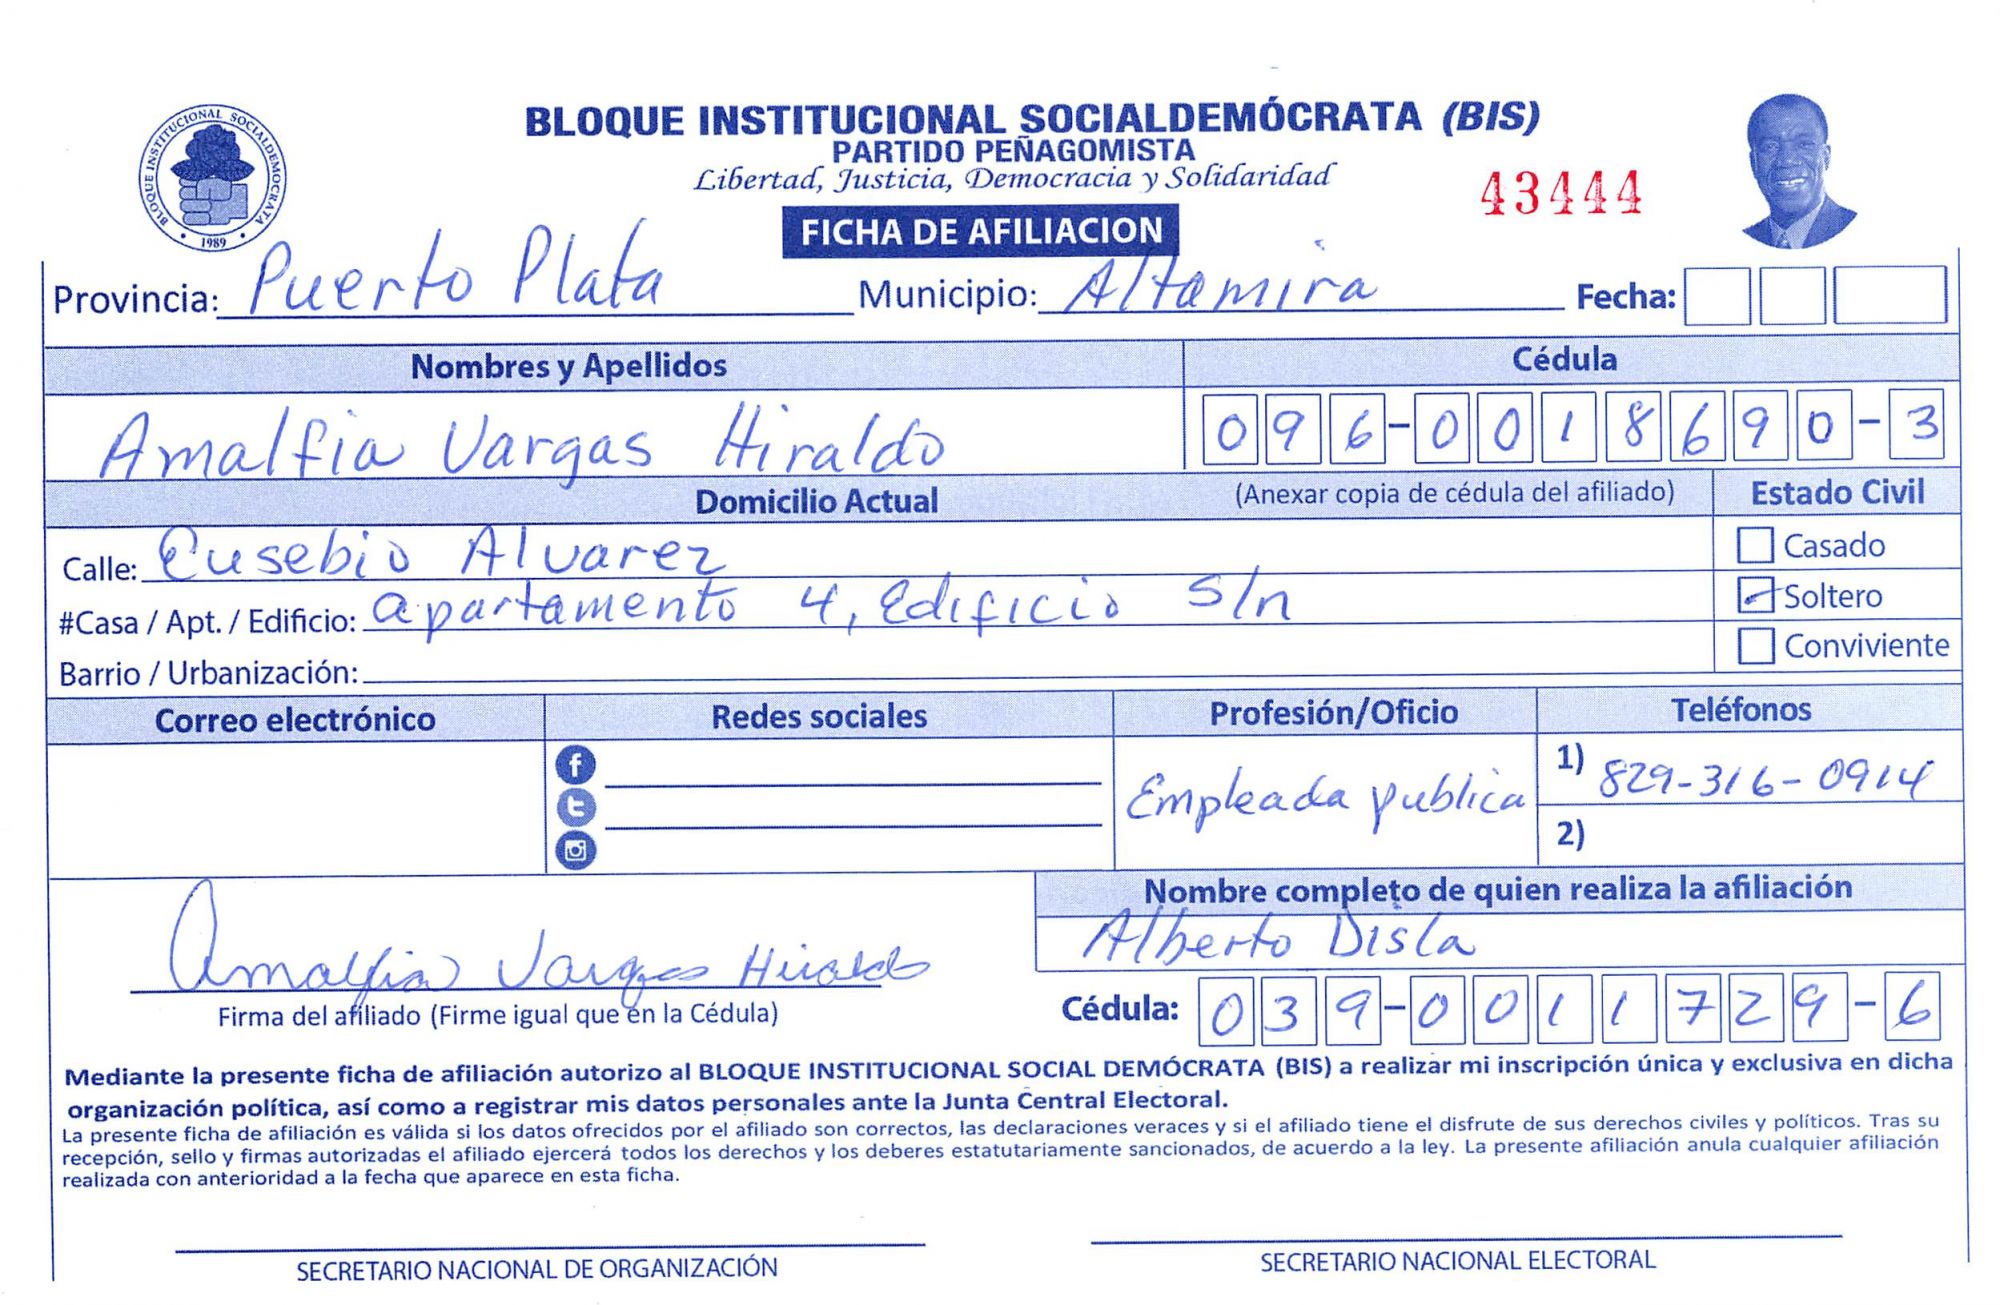 BLOQUE INSTITUCIONAL SOCIALDEMÓCRATA (BIS)
PARTIDO PEÑAGOMISTA
Libertad, Justicia, Democracia y Solidaridad
43444
BLOQUE INSTITUCIONAL SOCIALDEMOCRATA
• 1989 •
FICHA DE AFILIACION
Provincia: Puerto Plata Municipio: Altamira Fecha:
Nombres y Apellidos Cédula
Amalfia Vargas Hiraldo 096-0018690-3
Domicilio Actual (Anexar copia de cédula del afiliado) Estado Civil
Calle: Eusebio Alvarez Casado
#Casa / Apt. / Edificio: apartamento 4, Edificio S/n Soltero
Barrio / Urbanización: Conviviente
Correo electrónico Redes sociales Profesión/Oficio Teléfonos
Empleada publica 1) 829-316-0914
2)
Nombre completo de quien realiza la afiliación
Alberto Disla
Amalfia Vargas Hiraldo
Firma del afiliado (Firme igual que en la Cédula) Cédula: 039-0011729-6
Mediante la presente ficha de afiliación autorizo al BLOQUE INSTITUCIONAL SOCIAL DEMÓCRATA (BIS) a realizar mi inscripción única y exclusiva en dicha
organización política, así como a registrar mis datos personales ante la Junta Central Electoral.
La presente ficha de afiliación es válida si los datos ofrecidos por el afiliado son correctos, las declaraciones veraces y si el afiliado tiene el disfrute de sus derechos civiles y políticos. Tras su
recepción, sello y firmas autorizadas el afiliado ejercerá todos los derechos y los deberes estatutariamente sancionados, de acuerdo a la ley. La presente afiliación anula cualquier afiliación
realizada con anterioridad a la fecha que aparece en esta ficha.
SECRETARIO NACIONAL DE ORGANIZACIÓN SECRETARIO NACIONAL ELECTORAL